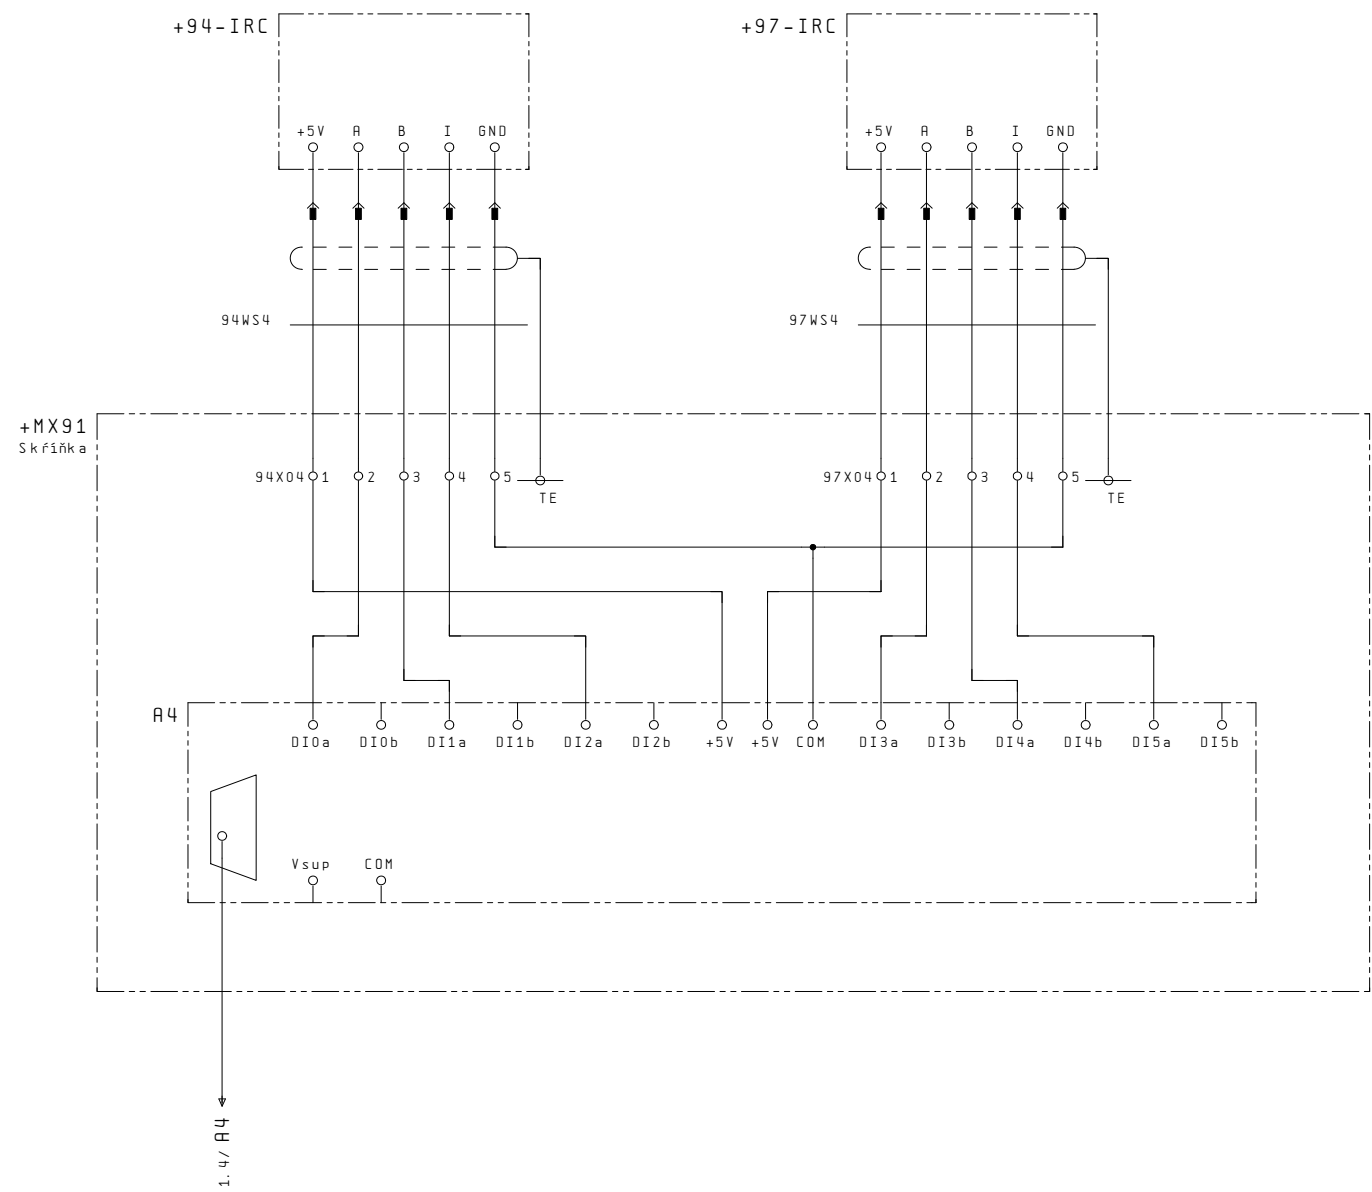 +94-IRC
+97-IRC
+5V A B I GND
+5V A B I GND
94WS4
97WS4
+MX91
Skříňka
94X04 1 2 3 4 5
TE
97X04 1 2 3 4 5
TE
A4
DI0a DI0b DI1a DI1b DI2a DI2b +5V +5V COM DI3a DI3b DI4a DI4b DI5a DI5b
Vsup COM
1.4/ A4